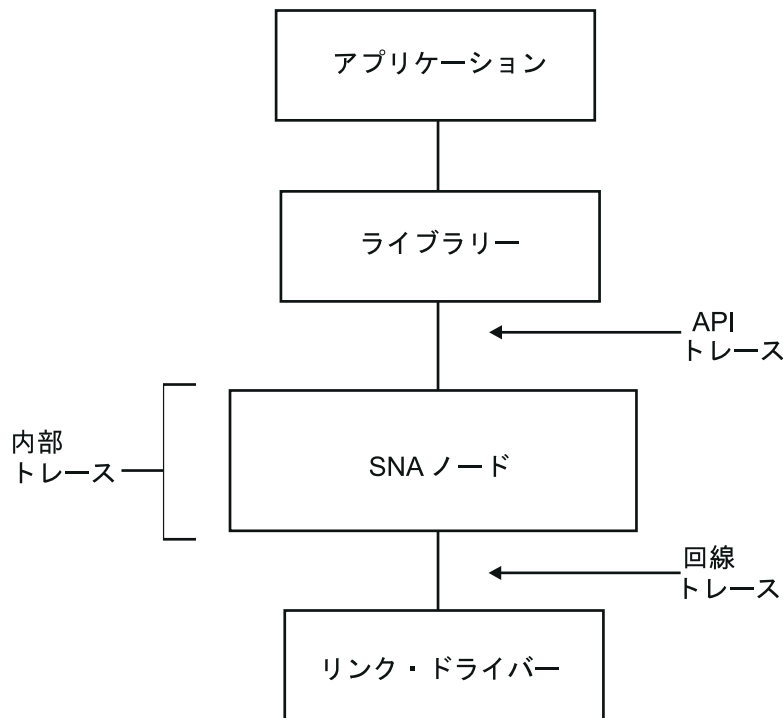 アプリケーション
ライブラリー
API
トレース
内部
トレース
SNA ノード
回線
トレース
リンク・ドライバー